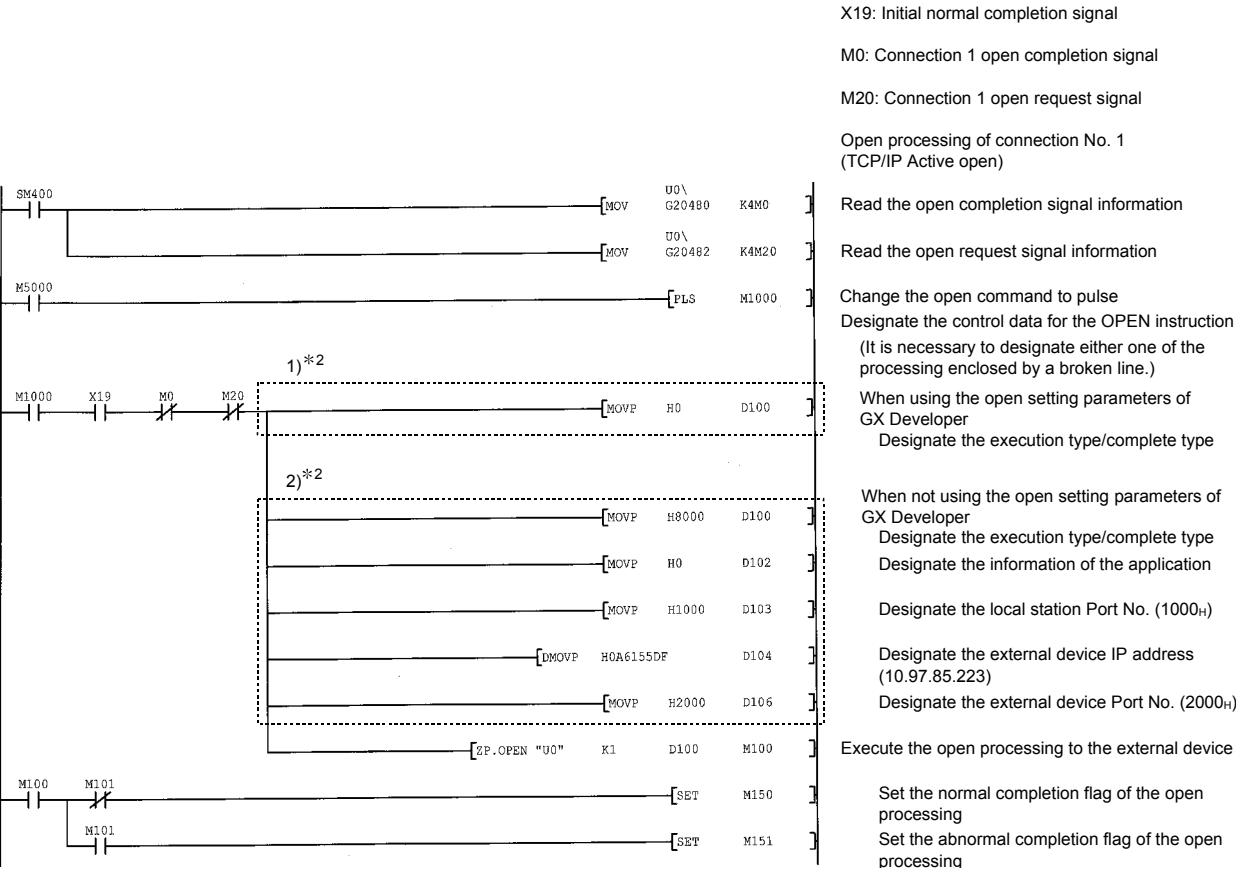 X19: Initial normal completion signal
M0: Connection 1 open completion signal
M20: Connection 1 open request signal
Open processing of connection No. 1
(TCP/IP Active open)
SM400
U0\
MOV G20480 K4M0
Read the open completion signal information
U0\
MOV G20482 K4M20
Read the open request signal information
M5000
PLS M1000
Change the open command to pulse
Designate the control data for the OPEN instruction
(It is necessary to designate either one of the
processing enclosed by a broken line.)
1)*2
M1000 X19 M0 M20
MOVP H0 D100
When using the open setting parameters of
GX Developer
Designate the execution type/complete type
2)*2
When not using the open setting parameters of
GX Developer
MOVP H8000 D100
Designate the execution type/complete type
MOVP H0 D102
Designate the information of the application
MOVP H1000 D103
Designate the local station Port No. (1000H)
DMOVP H0A6155DF D104
Designate the external device IP address
(10.97.85.223)
MOVP H2000 D106
Designate the external device Port No. (2000H)
ZP.OPEN "U0" K1 D100 M100
Execute the open processing to the external device
M100 M101
SET M150
Set the normal completion flag of the open
processing
M101
SET M151
Set the abnormal completion flag of the open
processing